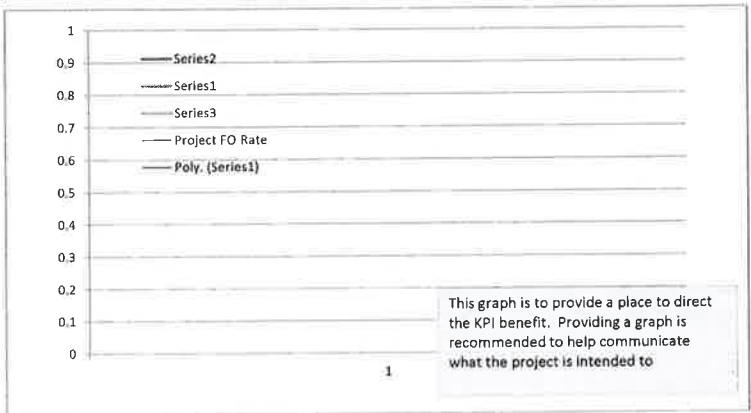 1
0,9
0,8
0,7
0,6
0,5
0,4
0,3
0,2
0,1
0
Series2
Series1
Series3
Project FO Rate
Poly. (Series1)
1
This graph is to provide a place to direct
the KPI benefit. Providing a graph is
recommended to help communicate
what the project is intended to